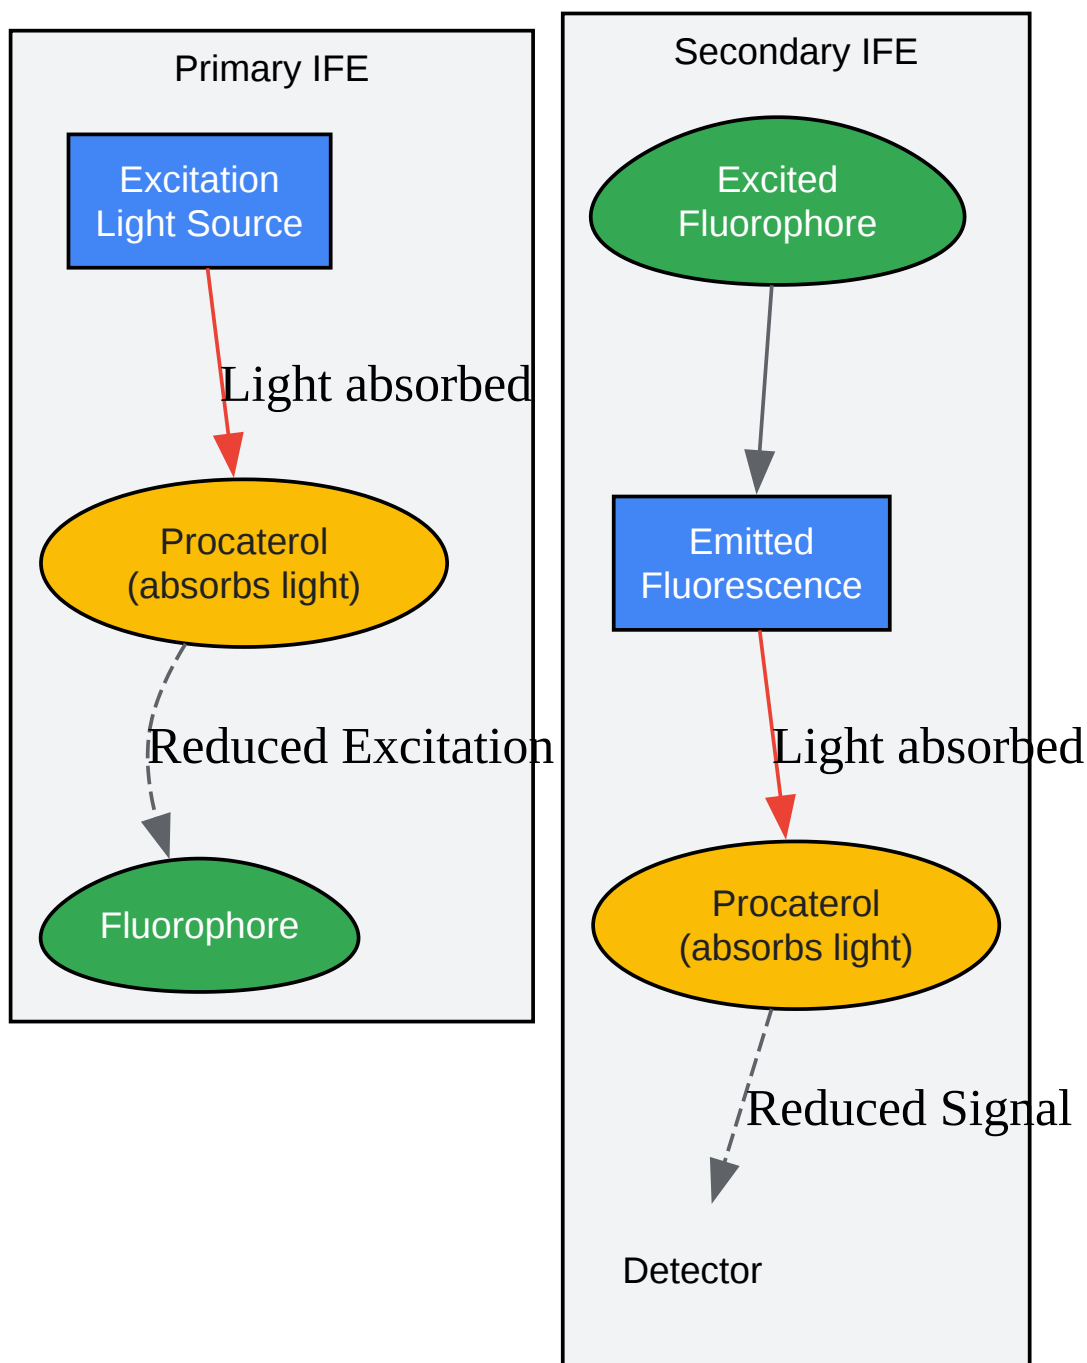 Primary IFE
Excitation
Light Source
Light absorbed
Procaterol
(absorbs light)
Reduced Excitation
Fluorophore
Secondary IFE
Excited
Fluorophore
Emitted
Fluorescence
Light absorbed
Procaterol
(absorbs light)
Reduced Signal
Detector